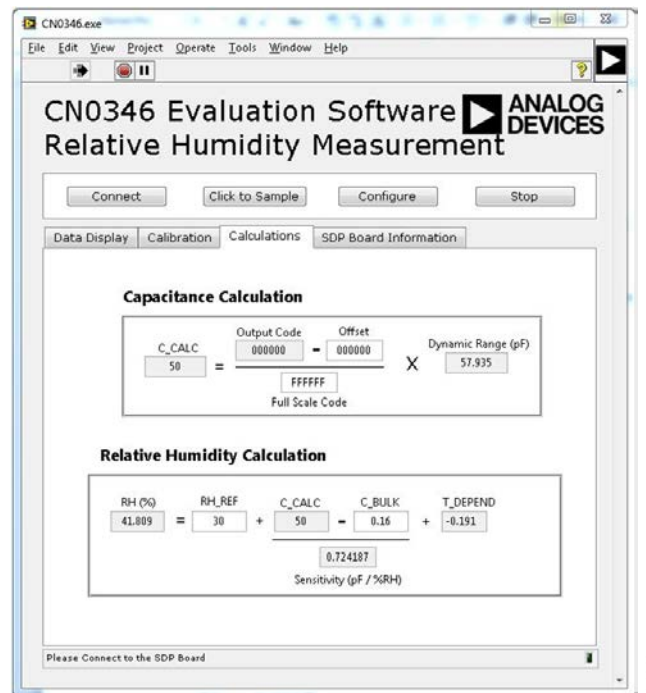 CN0346.exe
File Edit View Project Operate Tools Window Help
CN0346 Evaluation Software
Relative Humidity Measurement
ANALOG
DEVICES
Connect Click to Sample Configure Stop
Data Display Calibration Calculations SDP Board Information
Capacitance Calculation
Output Code Offset
C_CALC 000000 - 000000 Dynamic Range (pF)
50 = FFFFFF X 57.935
Full Scale Code
Relative Humidity Calculation
RH (%) RH_REF C_CALC C_BULK T_DEPEND
41.809 = 30 + 50 - 0.16 + -0.191
0.724187
Sensitivity (pF / %RH)
Please Connect to the SDP Board